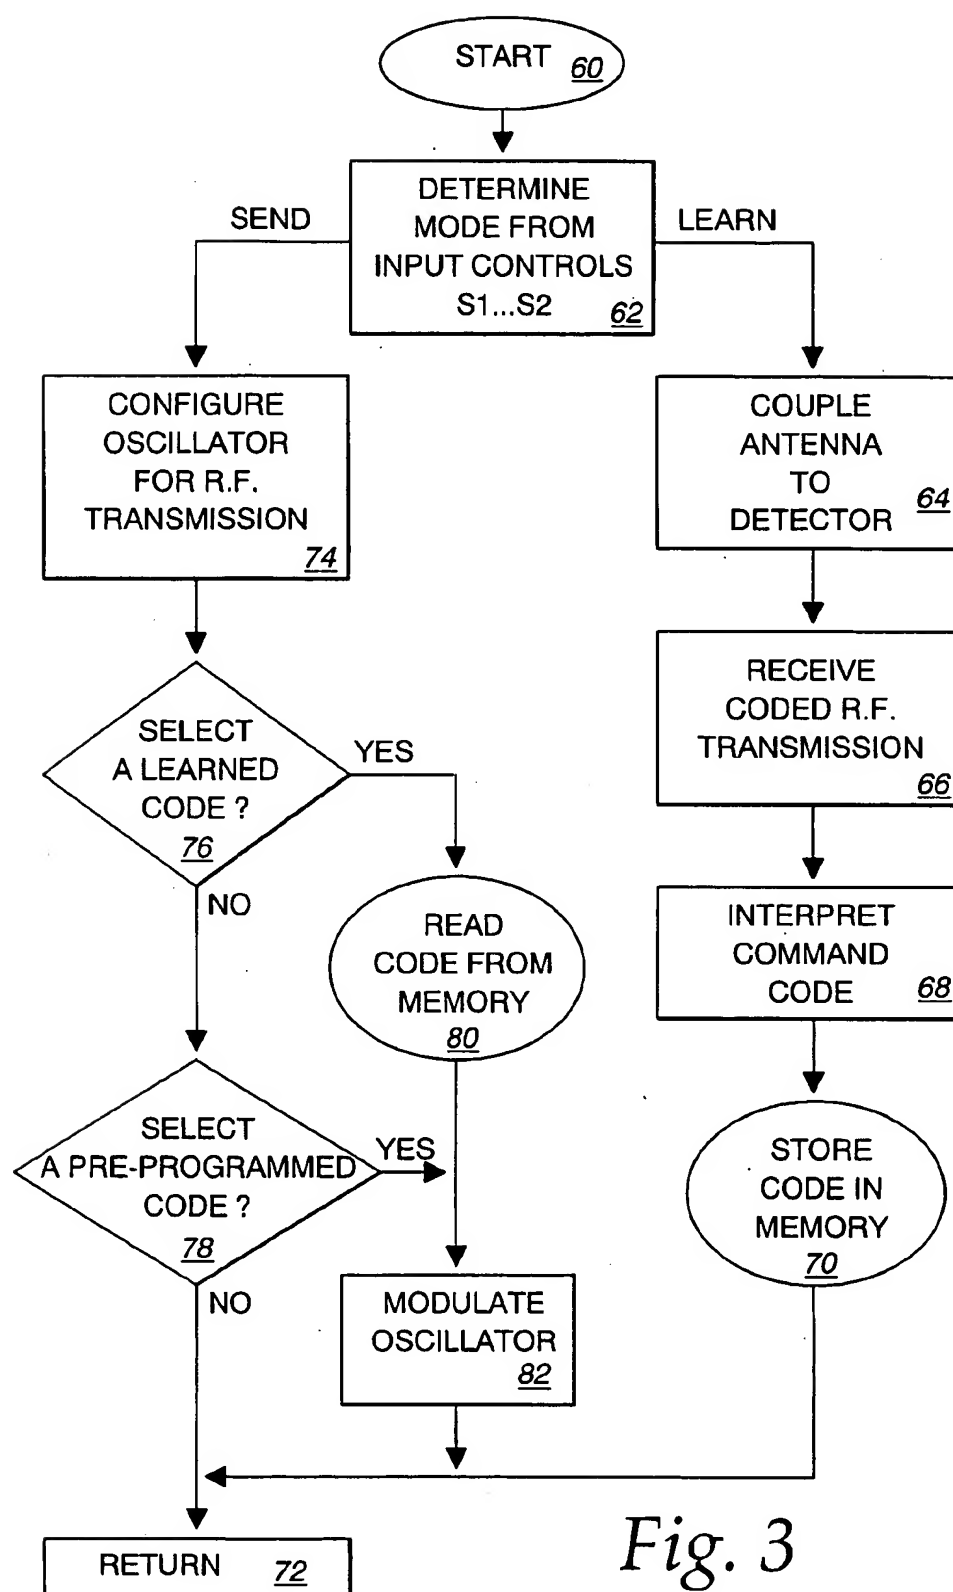 START 60
DETERMINE
MODE FROM
INPUT CONTROLS
S1...S2 62
SEND
LEARN
CONFIGURE
OSCILLATOR
FOR R.F.
TRANSMISSION
74
COUPLE
ANTENNA
TO
DETECTOR 64
RECEIVE
CODED R.F.
TRANSMISSION
66
SELECT
A LEARNED
CODE ?
76
YES
NO
READ
CODE FROM
MEMORY
80
INTERPRET
COMMAND
CODE 68
SELECT
A PRE-PROGRAMMED
CODE ?
78
YES
NO
STORE
CODE IN
MEMORY
70
MODULATE
OSCILLATOR
82
RETURN 72
Fig. 3